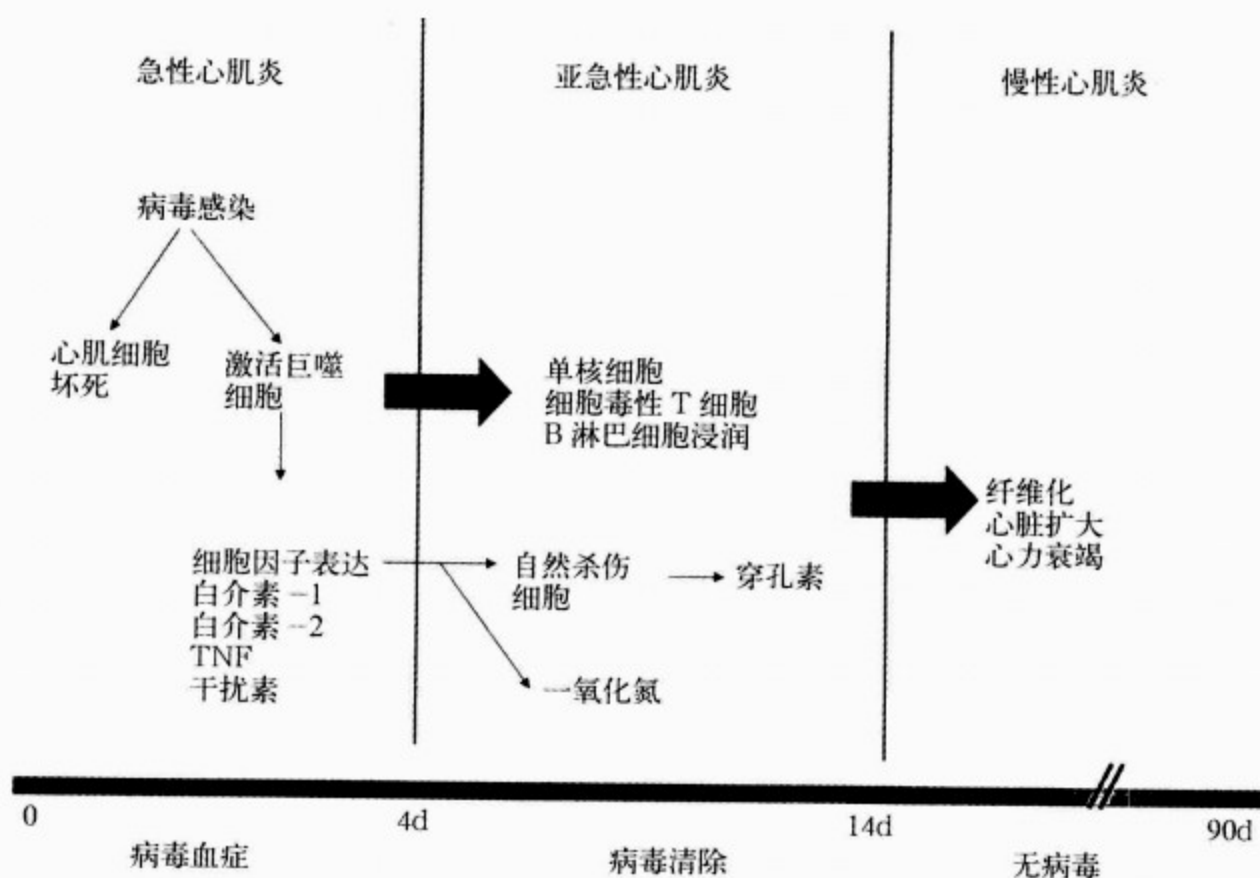 急性心肌炎
亚急性心肌炎
慢性心肌炎
病毒感染
心肌细胞
坏死
激活巨噬
细胞
单核细胞
细胞毒性 T 细胞
B 淋巴细胞浸润
纤维化
心脏扩大
心力衰竭
细胞因子表达
白介素 -1
白介素 -2
TNF
干扰素
自然杀伤
细胞
穿孔素
一氧化氮
0
4d
14d
90d
病毒血症
病毒清除
无病毒